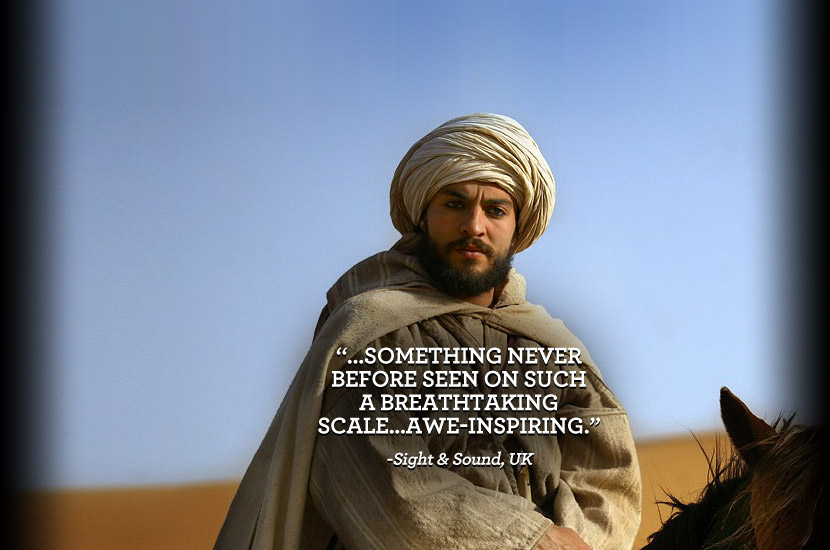 “...SOMETHING NEVER
BEFORE SEEN ON SUCH
A BREATHTAKING
SCALE...AWE-INSPIRING.”
-Sight & Sound, UK